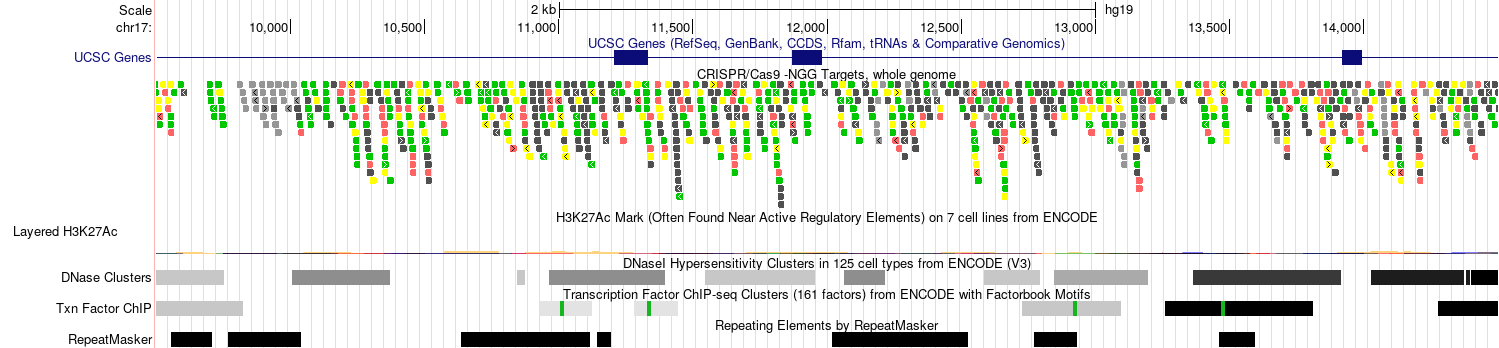 Scale 2 kb hg19
chr17: 10,000 10,500 11,000 11,500 12,000 12,500 13,000 13,500 14,000
UCSC Genes (RefSeq, GenBank, CCDS, Rfam, tRNAs & Comparative Genomics)
UCSC Genes
CRISPR/Cas9 -NGG Targets, whole genome
H3K27Ac Mark (Often Found Near Active Regulatory Elements) on 7 cell lines from ENCODE
Layered H3K27Ac
DNaseI Hypersensitivity Clusters in 125 cell types from ENCODE (V3)
DNase Clusters
Transcription Factor ChIP-seq Clusters (161 factors) from ENCODE with Factorbook Motifs
Txn Factor ChIP
Repeating Elements by RepeatMasker
RepeatMasker